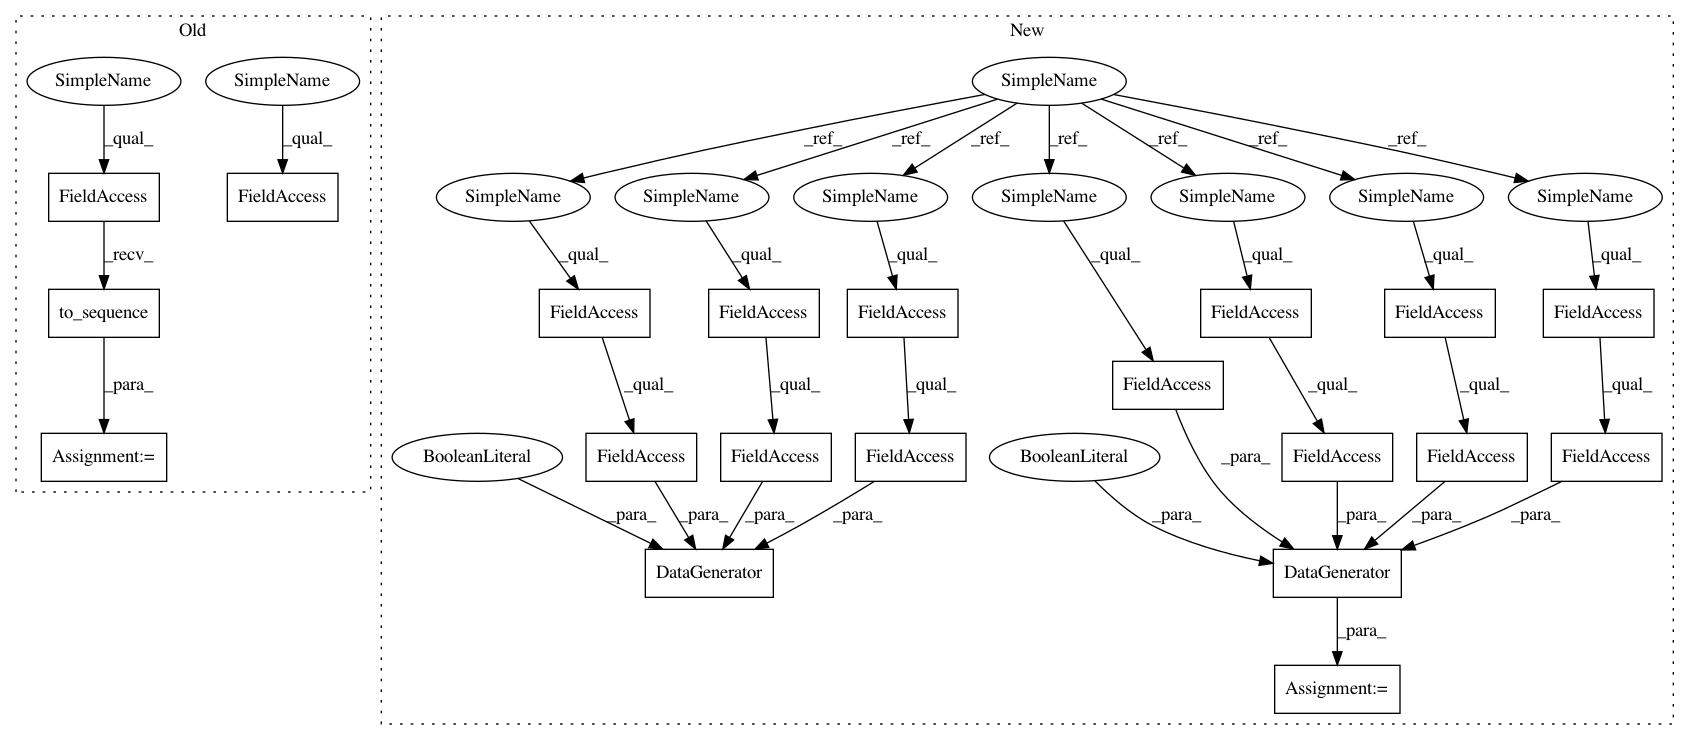 Old
New
SimpleName
SimpleName
SimpleName
_qual_
_qual_
_ref_
_ref_
_ref_
_ref_
_ref_
_ref_
_ref_
FieldAccess
FieldAccess
SimpleName
SimpleName
SimpleName
SimpleName
SimpleName
SimpleName
SimpleName
_recv_
_qual_
_qual_
_qual_
_qual_
_qual_
_qual_
_qual_
to_sequence
FieldAccess
FieldAccess
FieldAccess
FieldAccess
FieldAccess
FieldAccess
FieldAccess
_para_
_qual_
_qual_
_qual_
_qual_
_qual_
_qual_
Assignment:=
BooleanLiteral
FieldAccess
FieldAccess
FieldAccess
BooleanLiteral
_para_
FieldAccess
FieldAccess
FieldAccess
_para_
_para_
_para_
_para_
_para_
_para_
_para_
_para_
DataGenerator
DataGenerator
_para_
Assignment:=